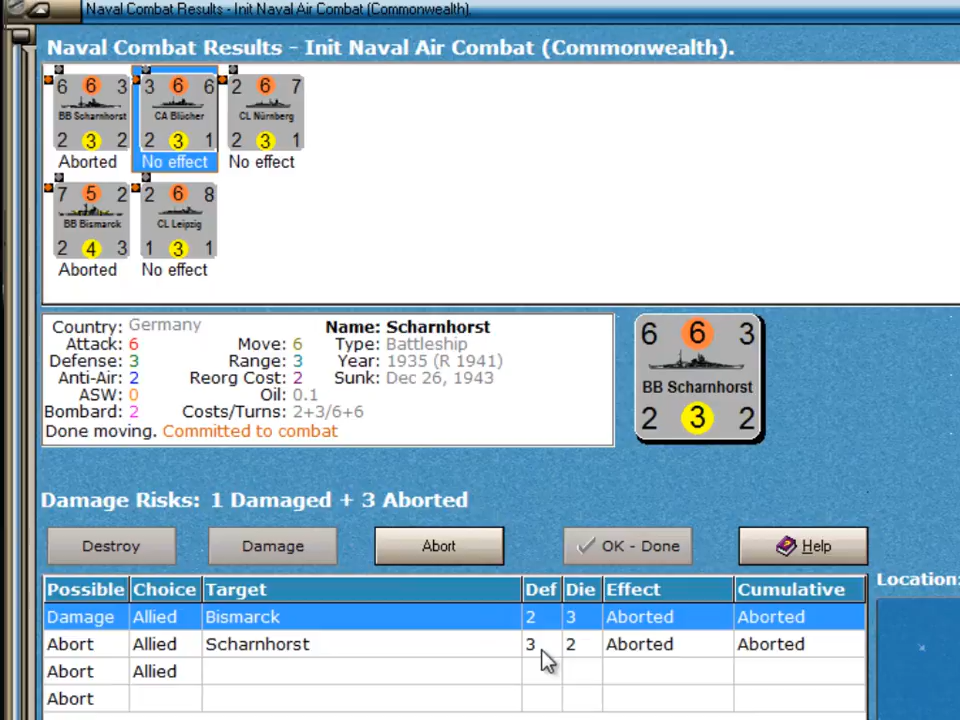 Naval Combat Results - Init Naval Air Combat (Commonwealth).
Naval Combat Results - Init Naval Air Combat (Commonwealth).
6 6 3 3 6 6 2 6 7
BB Scharnhorst CA Blücher CL Nürnberg
2 3 2 2 3 1 2 3 1
Aborted No effect No effect
7 5 2 2 6 8
BB Bismarck CL Leipzig
2 4 3 1 3 1
Aborted No effect
Country: Germany Name: Scharnhorst
Attack: 6 Move: 6 Type: Battleship
Defense: 3 Range: 3 Year: 1935 (R 1941)
Anti-Air: 2 Reorg Cost: 2 Sunk: Dec 26, 1943
ASW: 0 Oil: 0.1
Bombard: 2 Costs/Turns: 2+3/6+6
Done moving. Committed to combat
6 6 3
BB Scharnhorst
2 3 2
Damage Risks: 1 Damaged + 3 Aborted
Destroy Damage Abort OK - Done Help
Possible Choice Target Def Die Effect Cumulative
Damage Allied Bismarck 2 3 Aborted Aborted
Abort Allied Scharnhorst 3 2 Aborted Aborted
Abort Allied
Abort
Location: